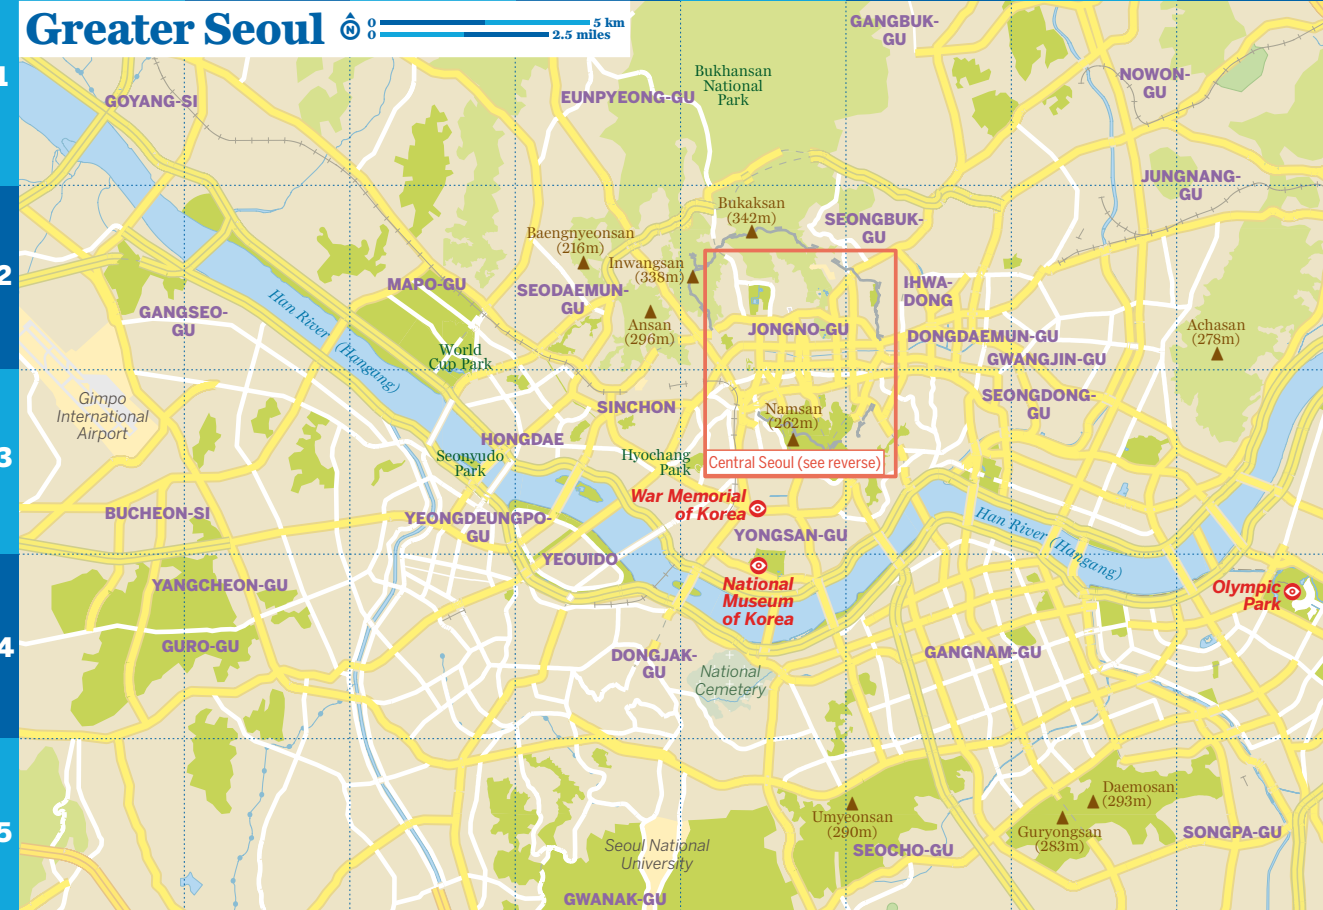 Greater Seoul
N
0 5 km
0 2.5 miles
GANGBUK-
GU
1
Bukhansan
National
Park
NOWON-
GU
GOYANG-SI
EUNPYEONG-GU
JUNGNANG-
GU
Bukaksan
(342m)
SEONGBUK-
GU
Baengnyeonsan
(216m)
Inwangsan
(338m)
2
MAPO-GU
SEODAEMUN-
GU
IHWA-
DONG
Han River (Hangang)
GANGSEO-
GU
Ansan
(296m)
JONGNO-GU
DONGDAEMUN-GU
Achasan
(278m)
World
Cup Park
GWANGJIN-GU
Gimpo
International
Airport
SINCHON
Namsan
(262m)
SEONGDONG-
GU
3
HONGDAE
Seonyudo
Park
Hyochang
Park
Central Seoul (see reverse)
War Memorial
of Korea
BUCHEON-SI
YEONGDEUNGPO-
GU
YONGSAN-GU
Han River (Hangang)
YEOUIDO
YANGCHEON-GU
National
Museum
of Korea
Olympic
Park
4
GURO-GU
DONGJAK-
GU
National
Cemetery
GANGNAM-GU
Daemosan
(293m)
5
Umyeonsan
(290m)
Guryongsan
(283m)
SONGPA-GU
Seoul National
University
SEOCHO-GU
GWANAK-GU